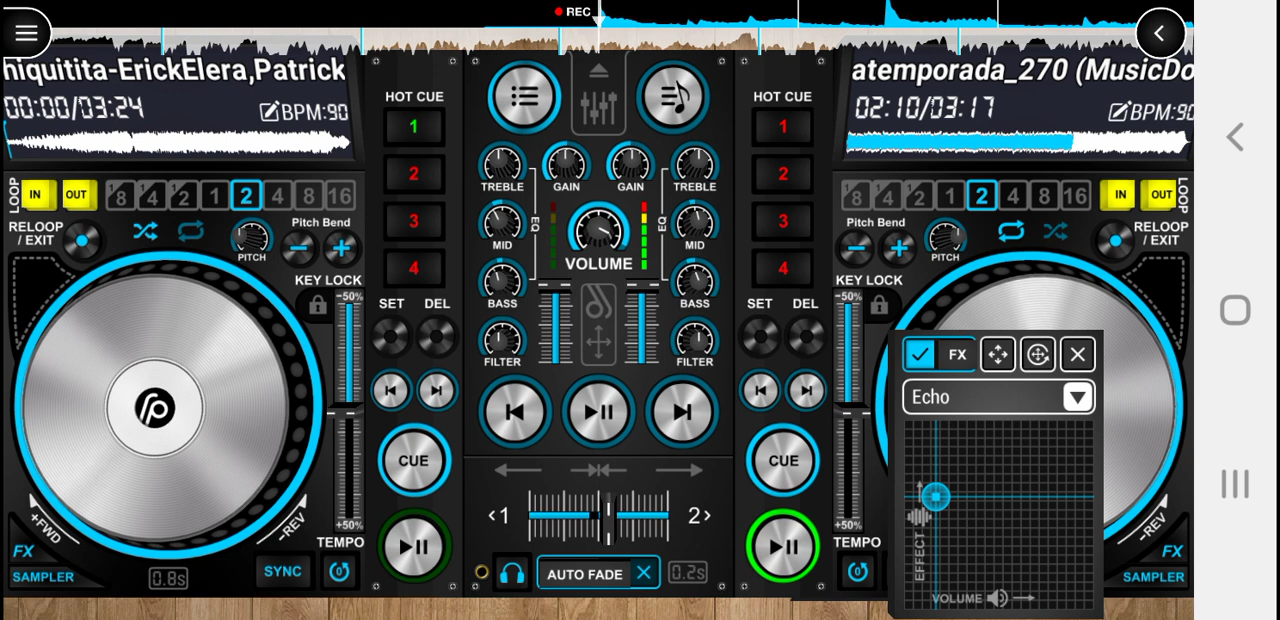 REC
hiquitita-ErickElera,Patrick
00:00/03:24
BPM:90
HOT CUE
1
2
3
4
SET DEL
LOOP
IN OUT
1/8 1/4 1/2 1 2 4 8 16
RELOOP
/ EXIT
PITCH
Pitch Bend
KEY LOCK
-50%
+50%
TEMPO
+FWD
-REV
FX
SAMPLER
0.8s
SYNC
0
CUE
TREBLE GAIN GAIN TREBLE
MID EQ EQ MID
VOLUME
BASS BASS
FILTER FILTER
<1 2>
AUTO FADE X
0.2s
HOT CUE
1
2
3
4
SET DEL
CUE
atemporada_270 (MusicDo
02:10/03:17
BPM:90
1/8 1/4 1/2 1 2 4 8 16
IN OUT
LOOP
Pitch Bend
PITCH
RELOOP
/ EXIT
KEY LOCK
-50%
+50%
TEMPO
0
FX
Echo
EFFECT
VOLUME
-REV
FX
SAMPLER